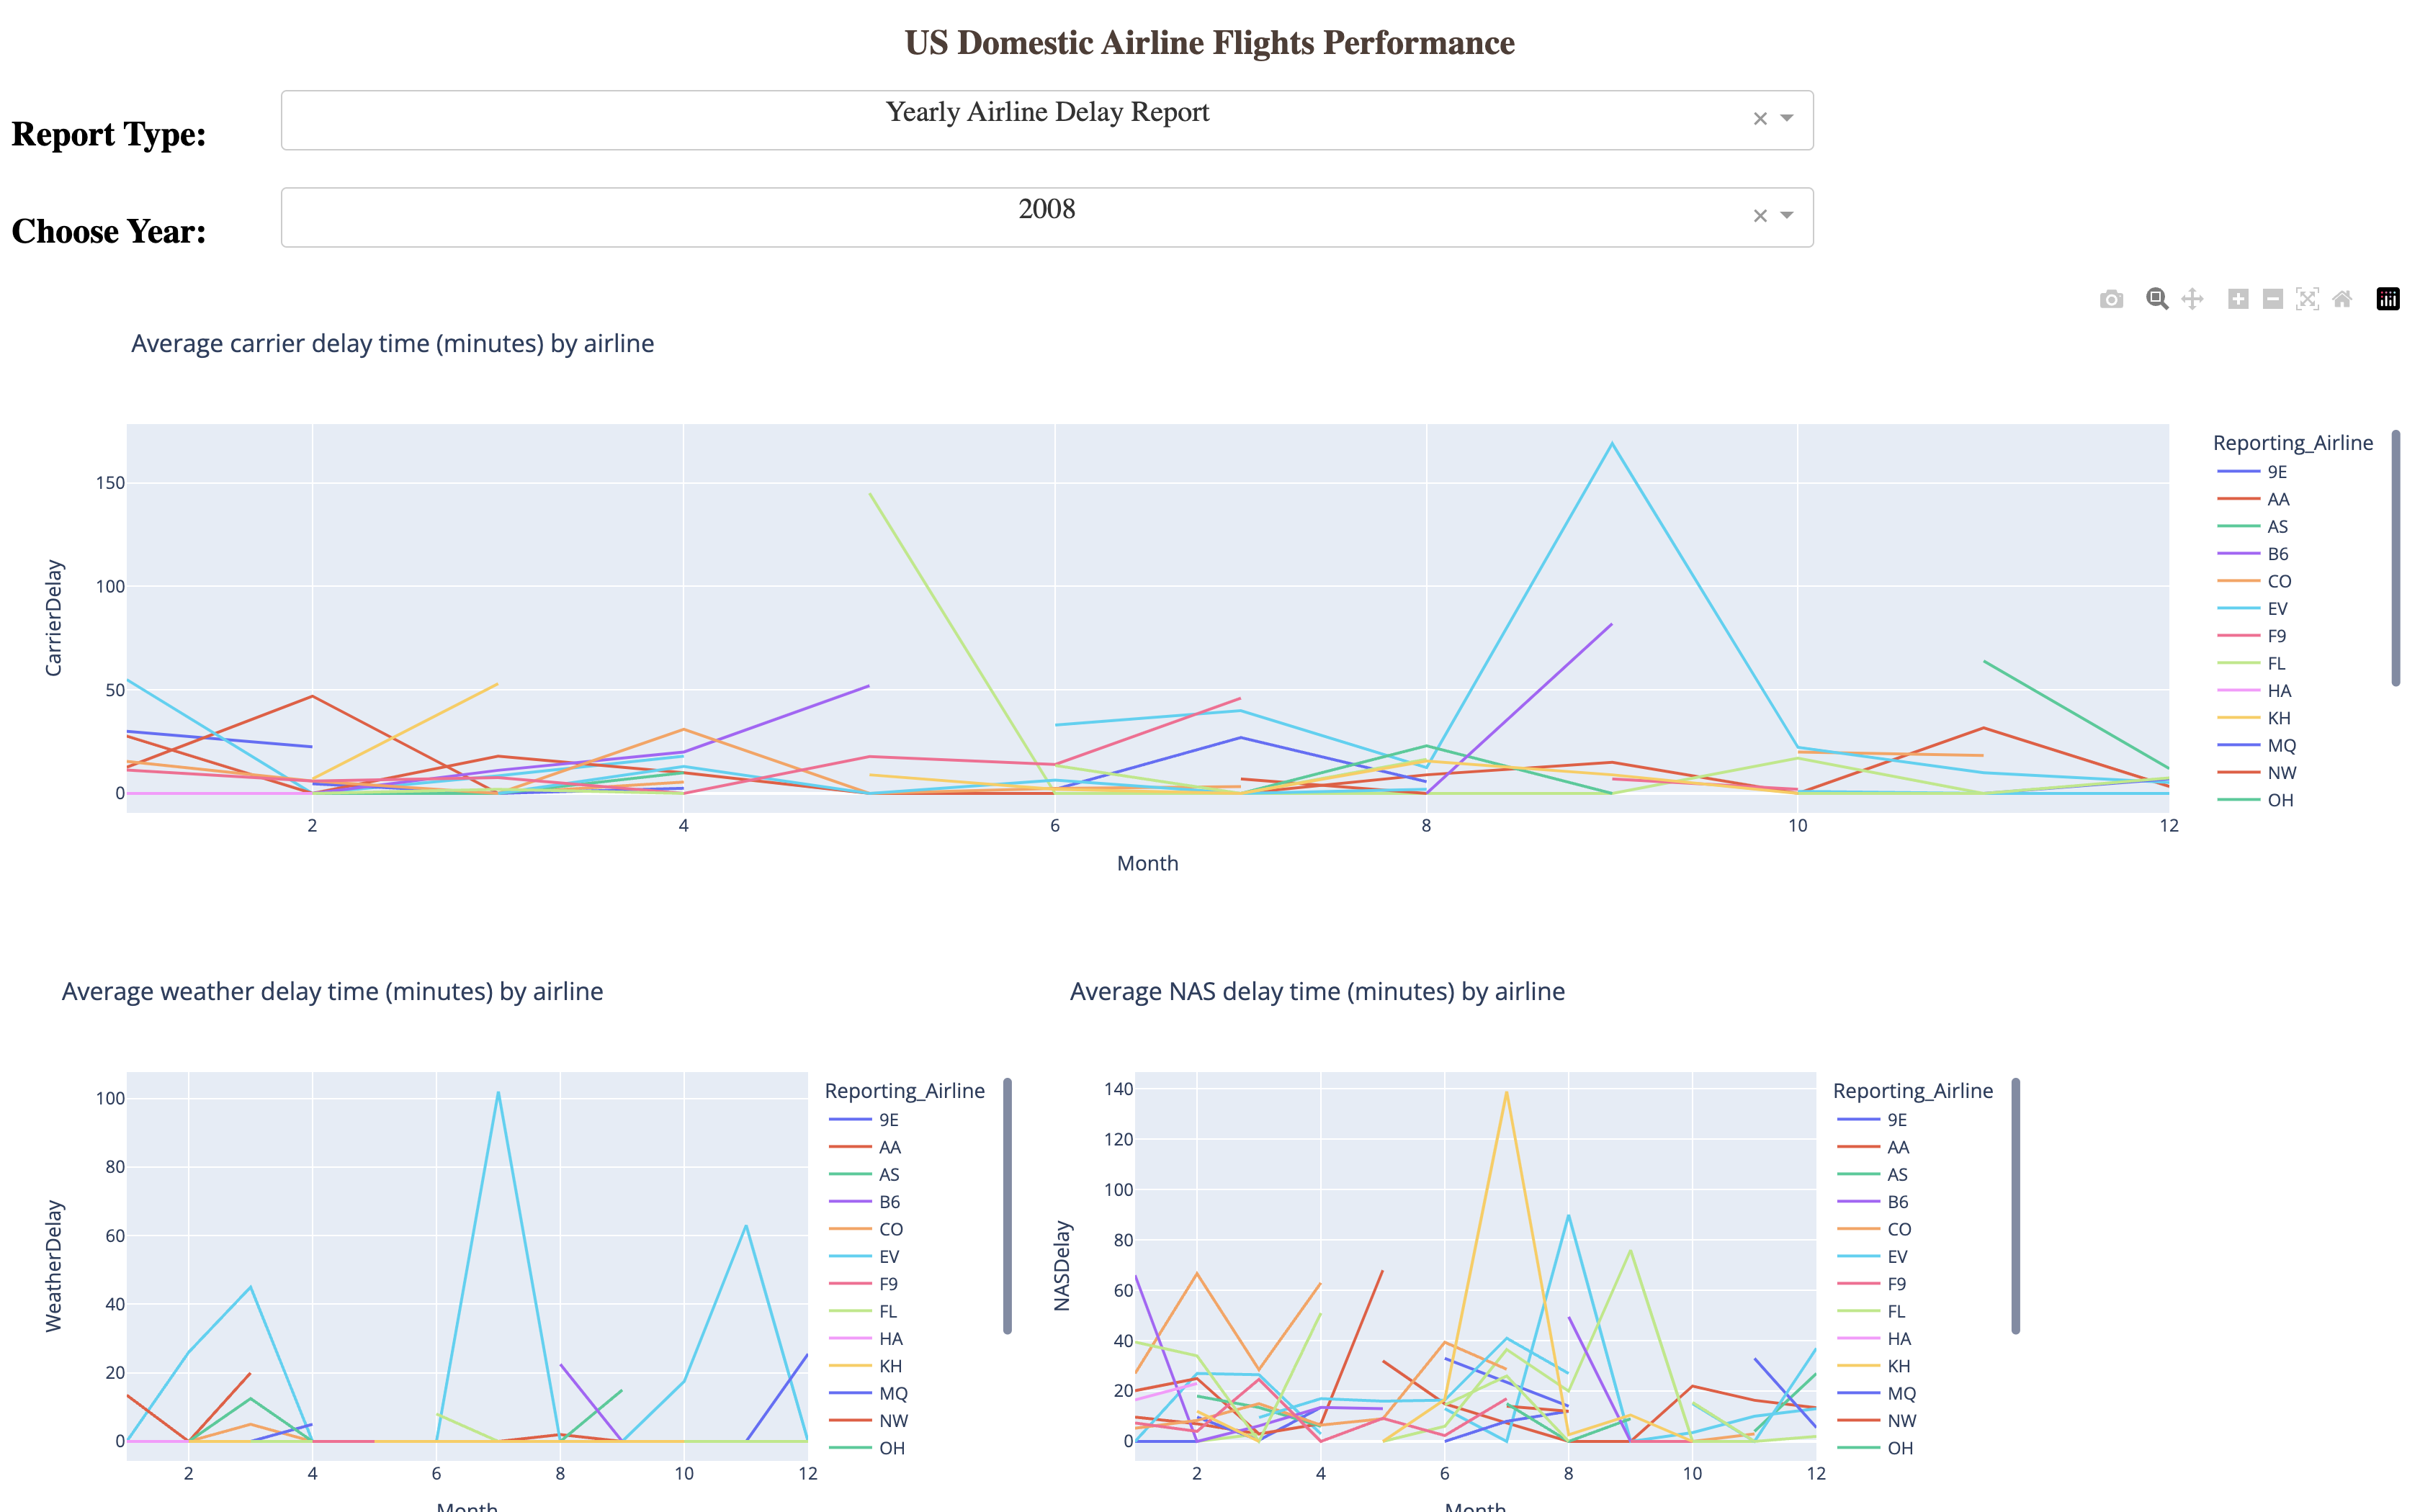 US Domestic Airline Flights Performance
Report Type:
Yearly Airline Delay Report
Choose Year:
2008
Average carrier delay time (minutes) by airline
CarrierDelay
150
100
50
0
2 4 6 8 10 12
Month
Reporting_Airline
9E
AA
AS
B6
CO
EV
F9
FL
HA
KH
MQ
NW
OH
Average weather delay time (minutes) by airline
WeatherDelay
100
80
60
40
20
0
2 4 6 8 10 12
Month
Reporting_Airline
9E
AA
AS
B6
CO
EV
F9
FL
HA
KH
MQ
NW
OH
Average NAS delay time (minutes) by airline
NASDelay
140
120
100
80
60
40
20
0
2 4 6 8 10 12
Month
Reporting_Airline
9E
AA
AS
B6
CO
EV
F9
FL
HA
KH
MQ
NW
OH